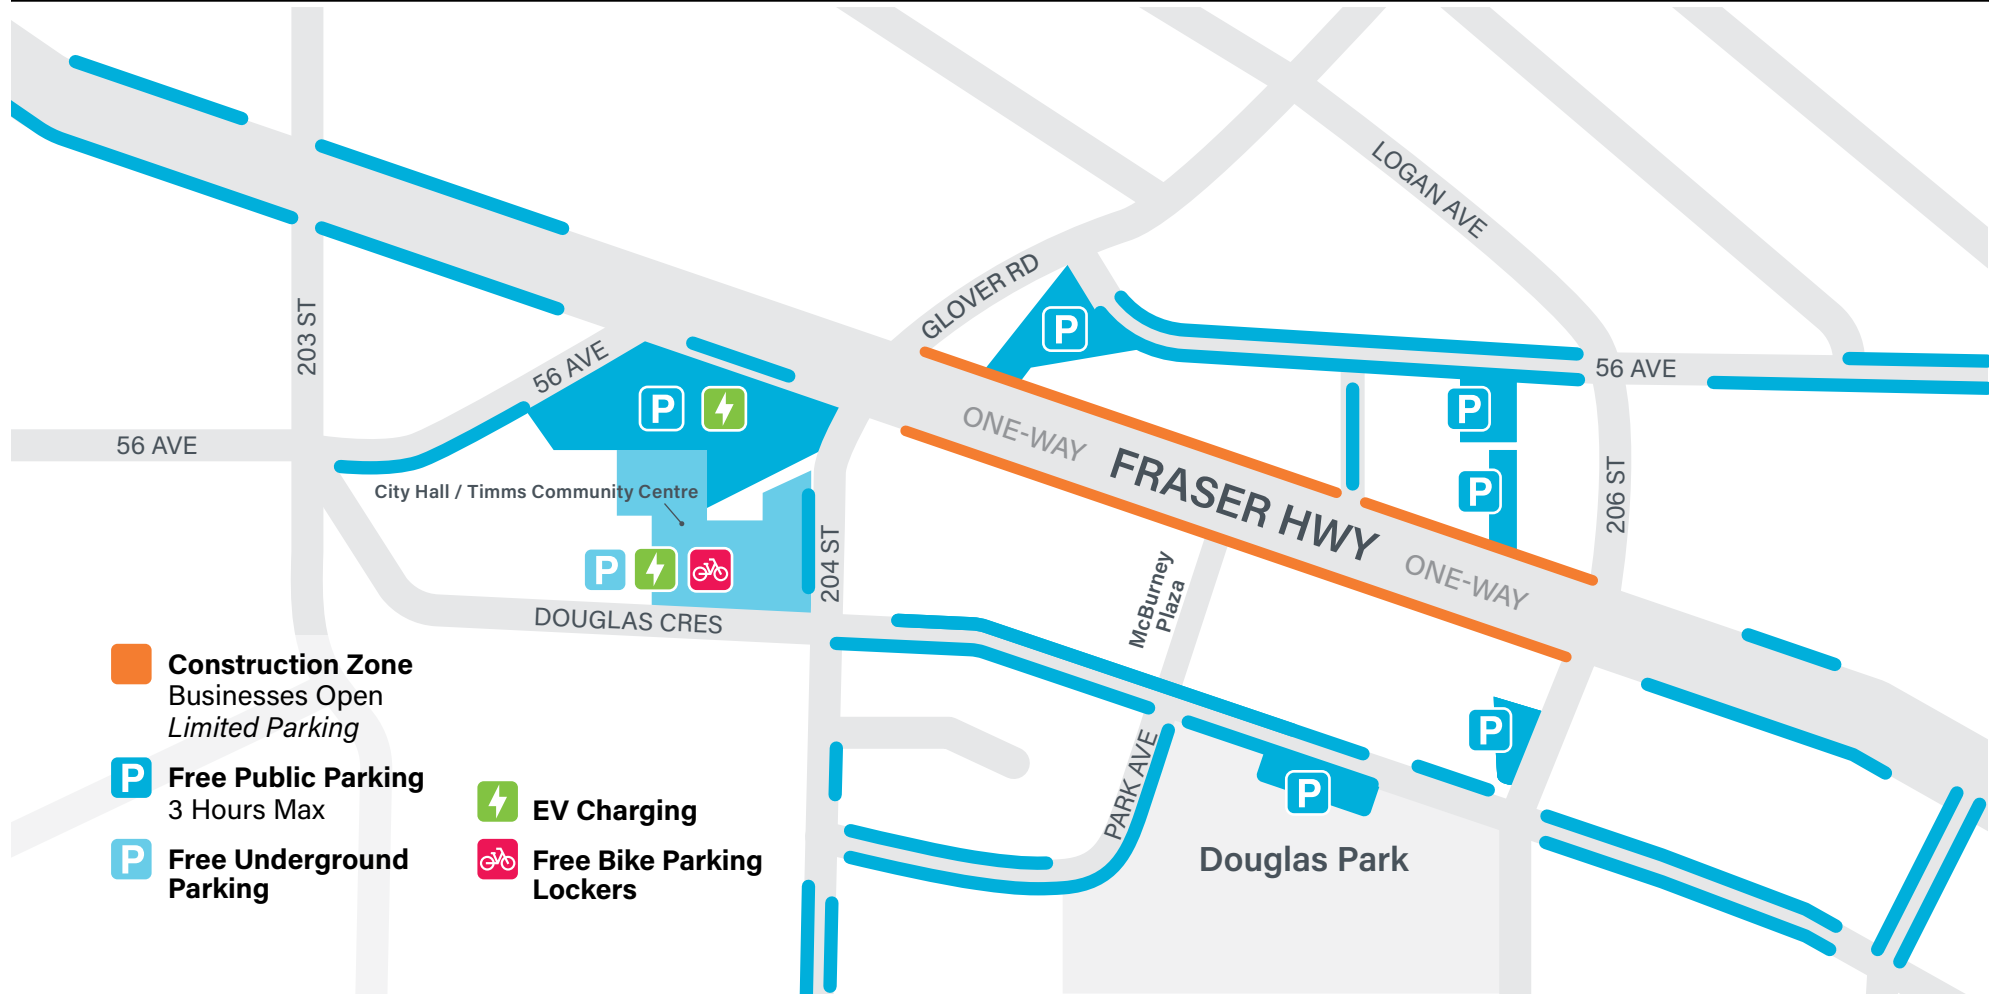 LOGAN AVE
GLOVER RD
P
203 ST
56 AVE
56 AVE
P
ONE-WAY
P
56 AVE
FRASER HWY
City Hall / Timms Community Centre
P
206 ST
P
204 ST
ONE-WAY
McBurney
Plaza
DOUGLAS CRES
Construction Zone
Businesses Open
Limited Parking
P
PARK AVE
P
Free Public Parking
3 Hours Max
P
EV Charging
P
Free Underground
Parking
Free Bike Parking
Lockers
Douglas Park